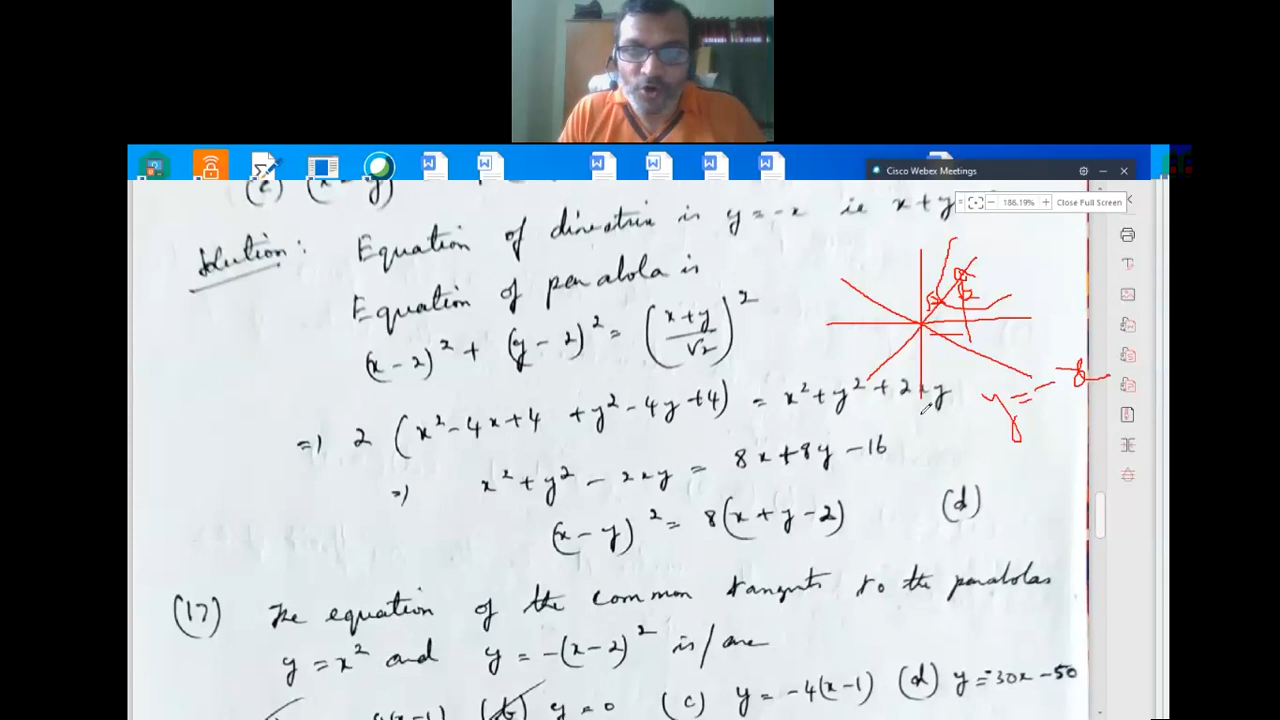 Cisco Webex Meetings
186.19% Close Full Screen
(c) (x - y)
Solution: Equation of directrix is y = -x ie x + y =
Equation of parabola is
(x - 2)² + (y - 2)² = (x+y/√2)²
=) 2 (x² - 4x + 4 + y² - 4y + 4) = x² + y² + 2xy
=) x² + y² - 2xy = 8x + 8y - 16
(x - y)² = 8(x + y - 2) (d)
y = -x
(17) The equation of the common tangents to the parabolas
y = x² and y = -(x - 2)² is/are
4(x-1) (b) y = 0 (c) y = -4(x-1) (d) y = -30x - 50